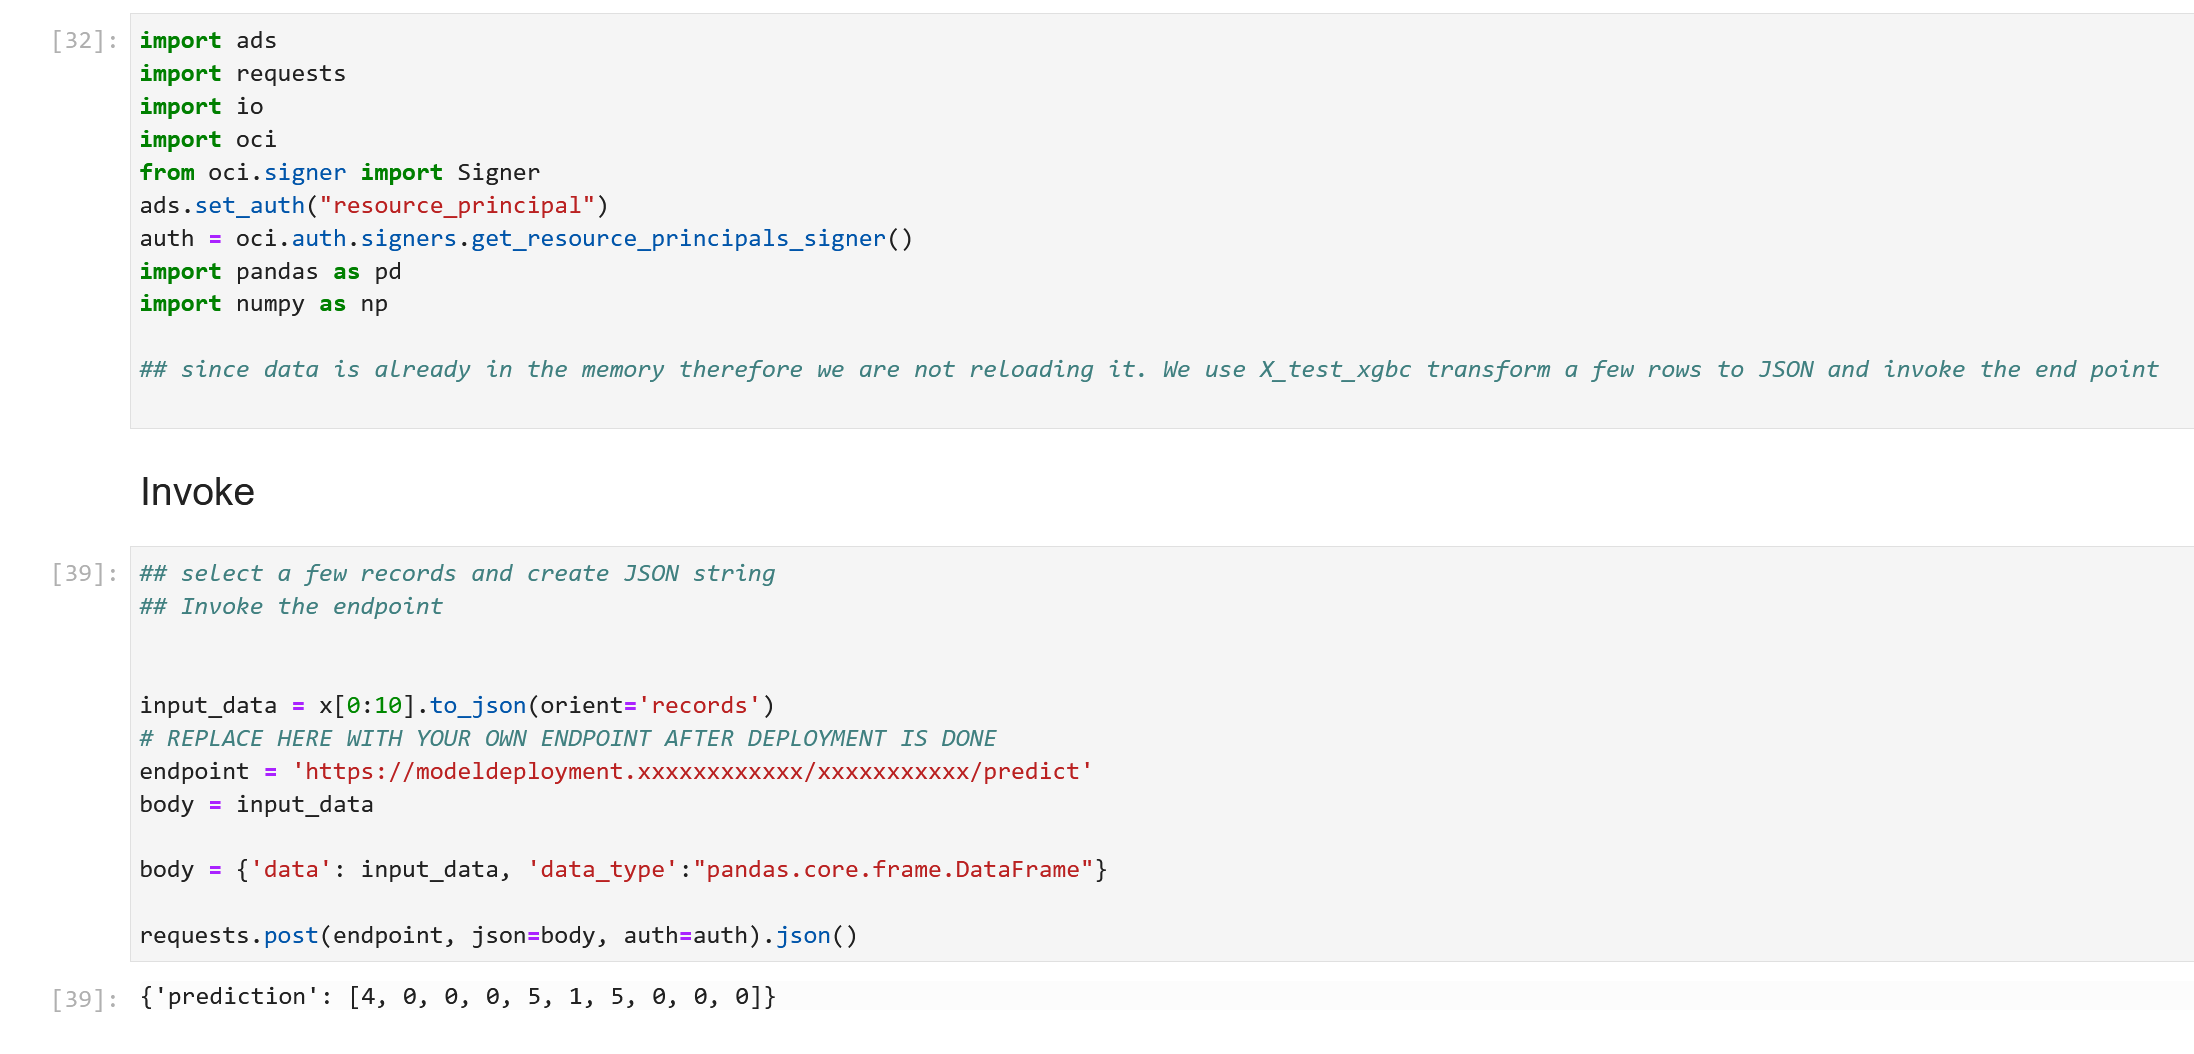 [32]: import ads
import requests
import io
import oci
from oci.signer import Signer
ads.set_auth("resource_principal")
auth = oci.auth.signers.get_resource_principals_signer()
import pandas as pd
import numpy as np
## since data is already in the memory therefore we are not reloading it. We use X_test_xgbc transform a few rows to JSON and invoke the end point
Invoke
[39]: ## select a few records and create JSON string
## Invoke the endpoint
input_data = x[0:10].to_json(orient='records')
# REPLACE HERE WITH YOUR OWN ENDPOINT AFTER DEPLOYMENT IS DONE
endpoint = 'https://modeldeployment.xxxxxxxxxxxx/xxxxxxxxxxx/predict'
body = input_data
body = {'data': input_data, 'data_type':"pandas.core.frame.DataFrame"}
requests.post(endpoint, json=body, auth=auth).json()
[39]: {'prediction': [4, 0, 0, 0, 5, 1, 5, 0, 0, 0]}